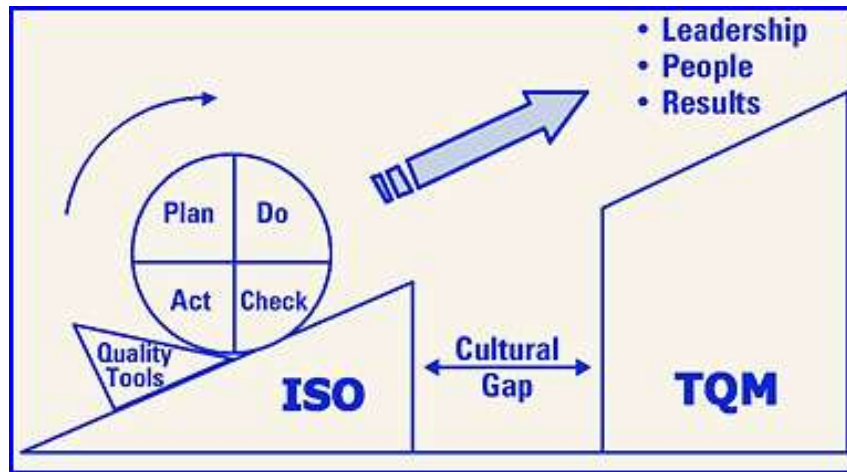 • Leadership
• People
• Results
Plan
Do
Act
Check
Quality
Tools
ISO
Cultural
Gap
TQM